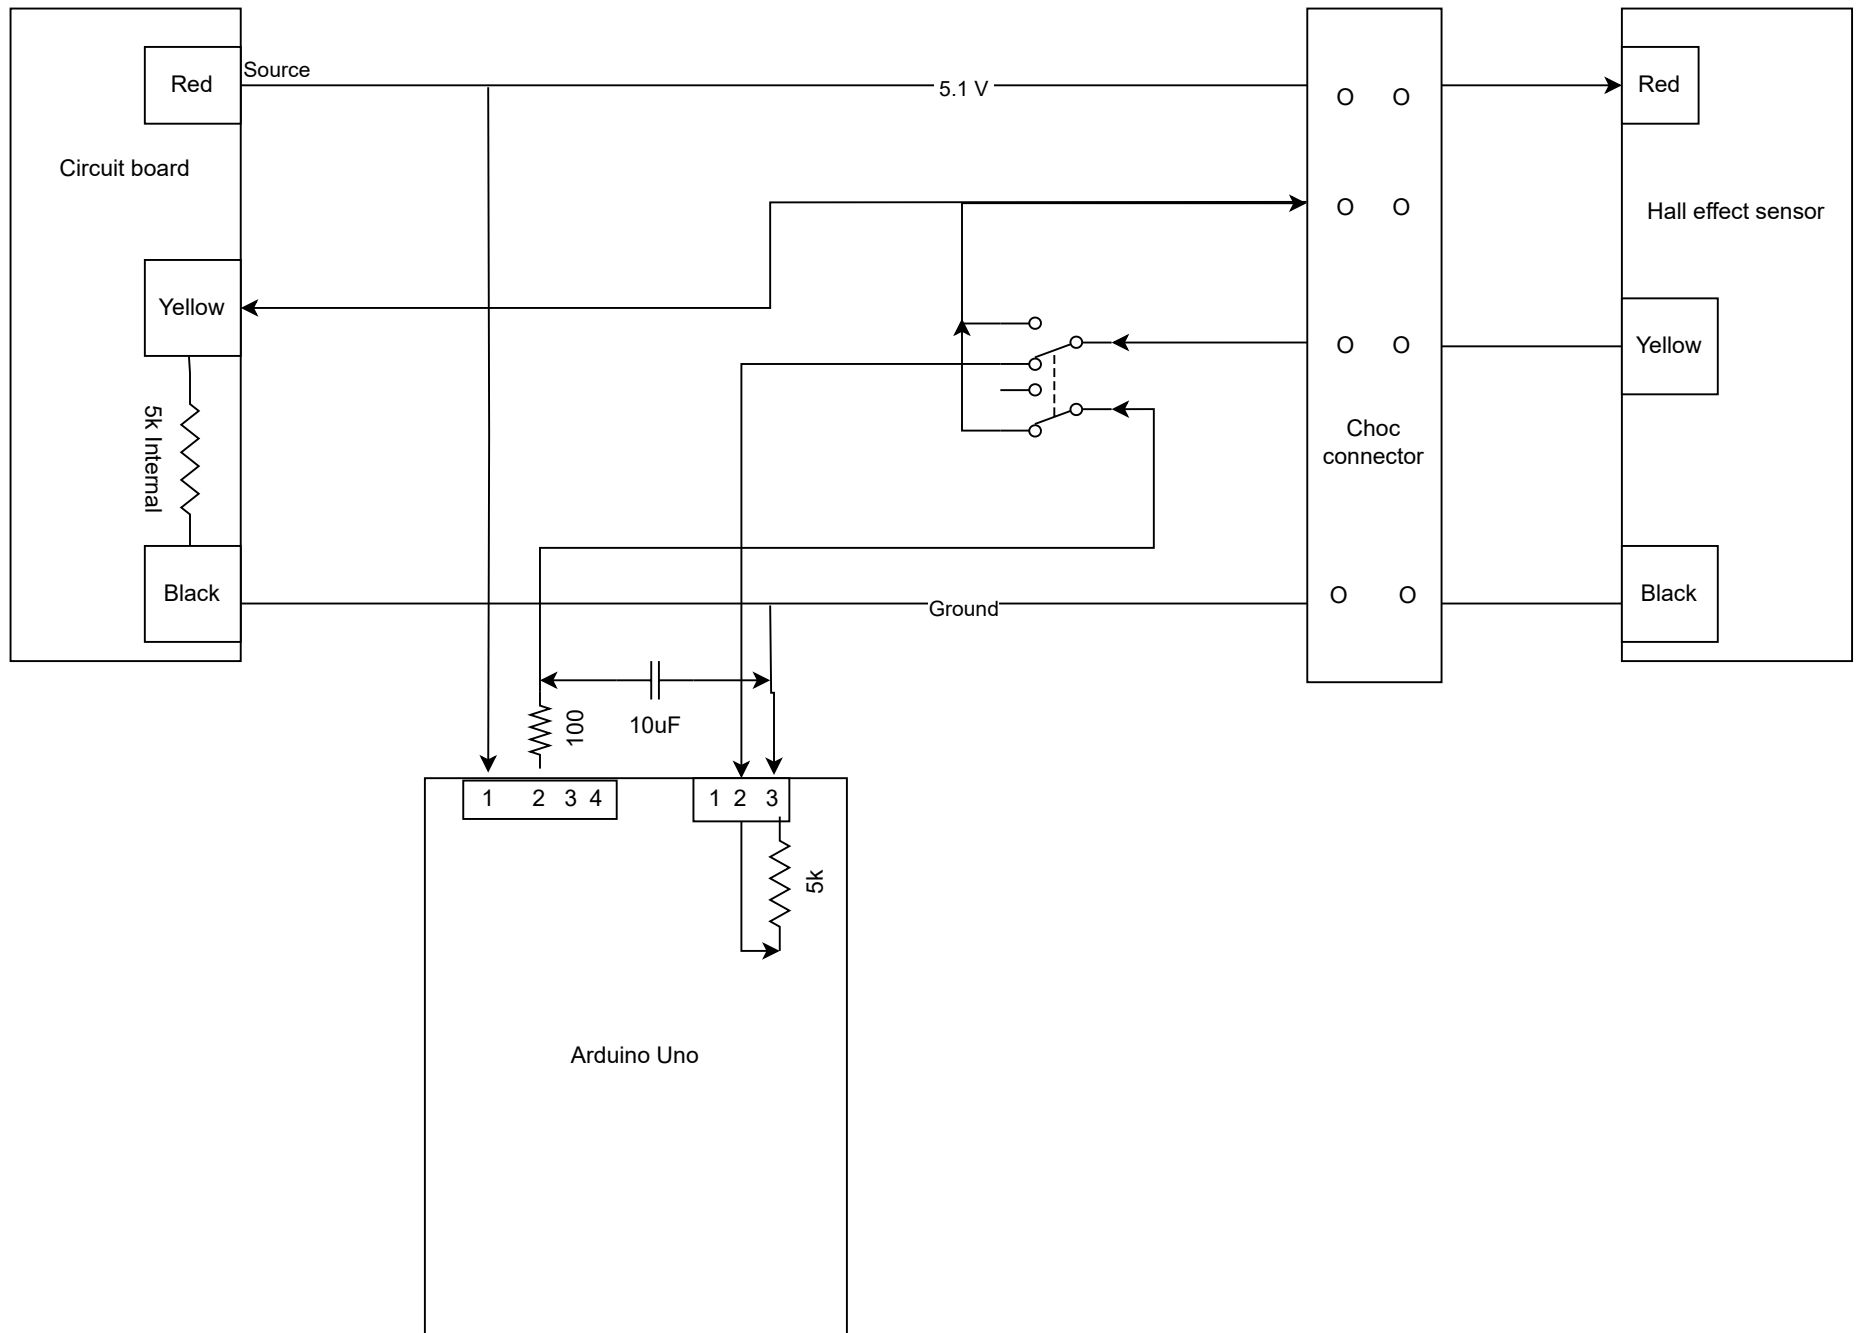 Source
Red
5.1 V
O O
Red
Circuit board
O O
Hall effect sensor
Yellow
O O
Yellow
5k Internal
Choc
connector
Black
Ground
O O
Black
100
10uF
1 2 3 4
1 2 3
5k
Arduino Uno